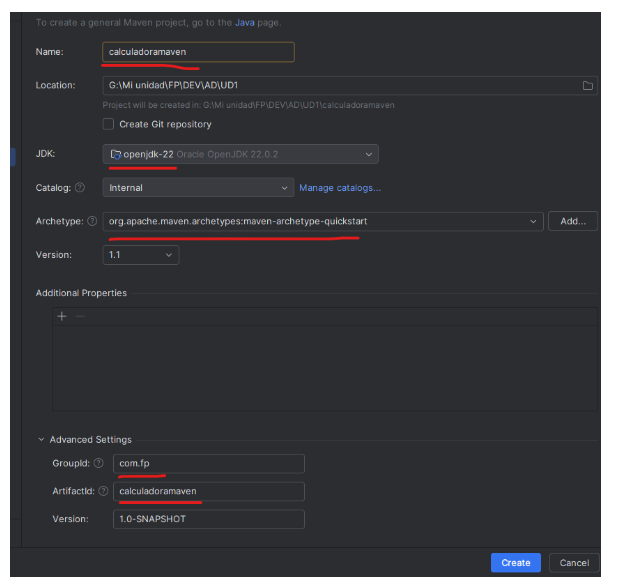 To create a general Maven project, go to the Java page.
Name: calculadoramaven
Location: G:\Mi unidad\FP\DEV\AD\UD1
Project will be created in: G:\Mi unidad\FP\DEV\AD\UD1\calculadoramaven
Create Git repository
JDK: openjdk-22 Oracle OpenJDK 22.0.2
Catalog: Internal Manage catalogs...
Archetype: org.apache.maven.archetypes:maven-archetype-quickstart Add...
Version: 1.1
Additional Properties
Advanced Settings
GroupId: com.fp
ArtifactId: calculadoramaven
Version: 1.0-SNAPSHOT
Create Cancel